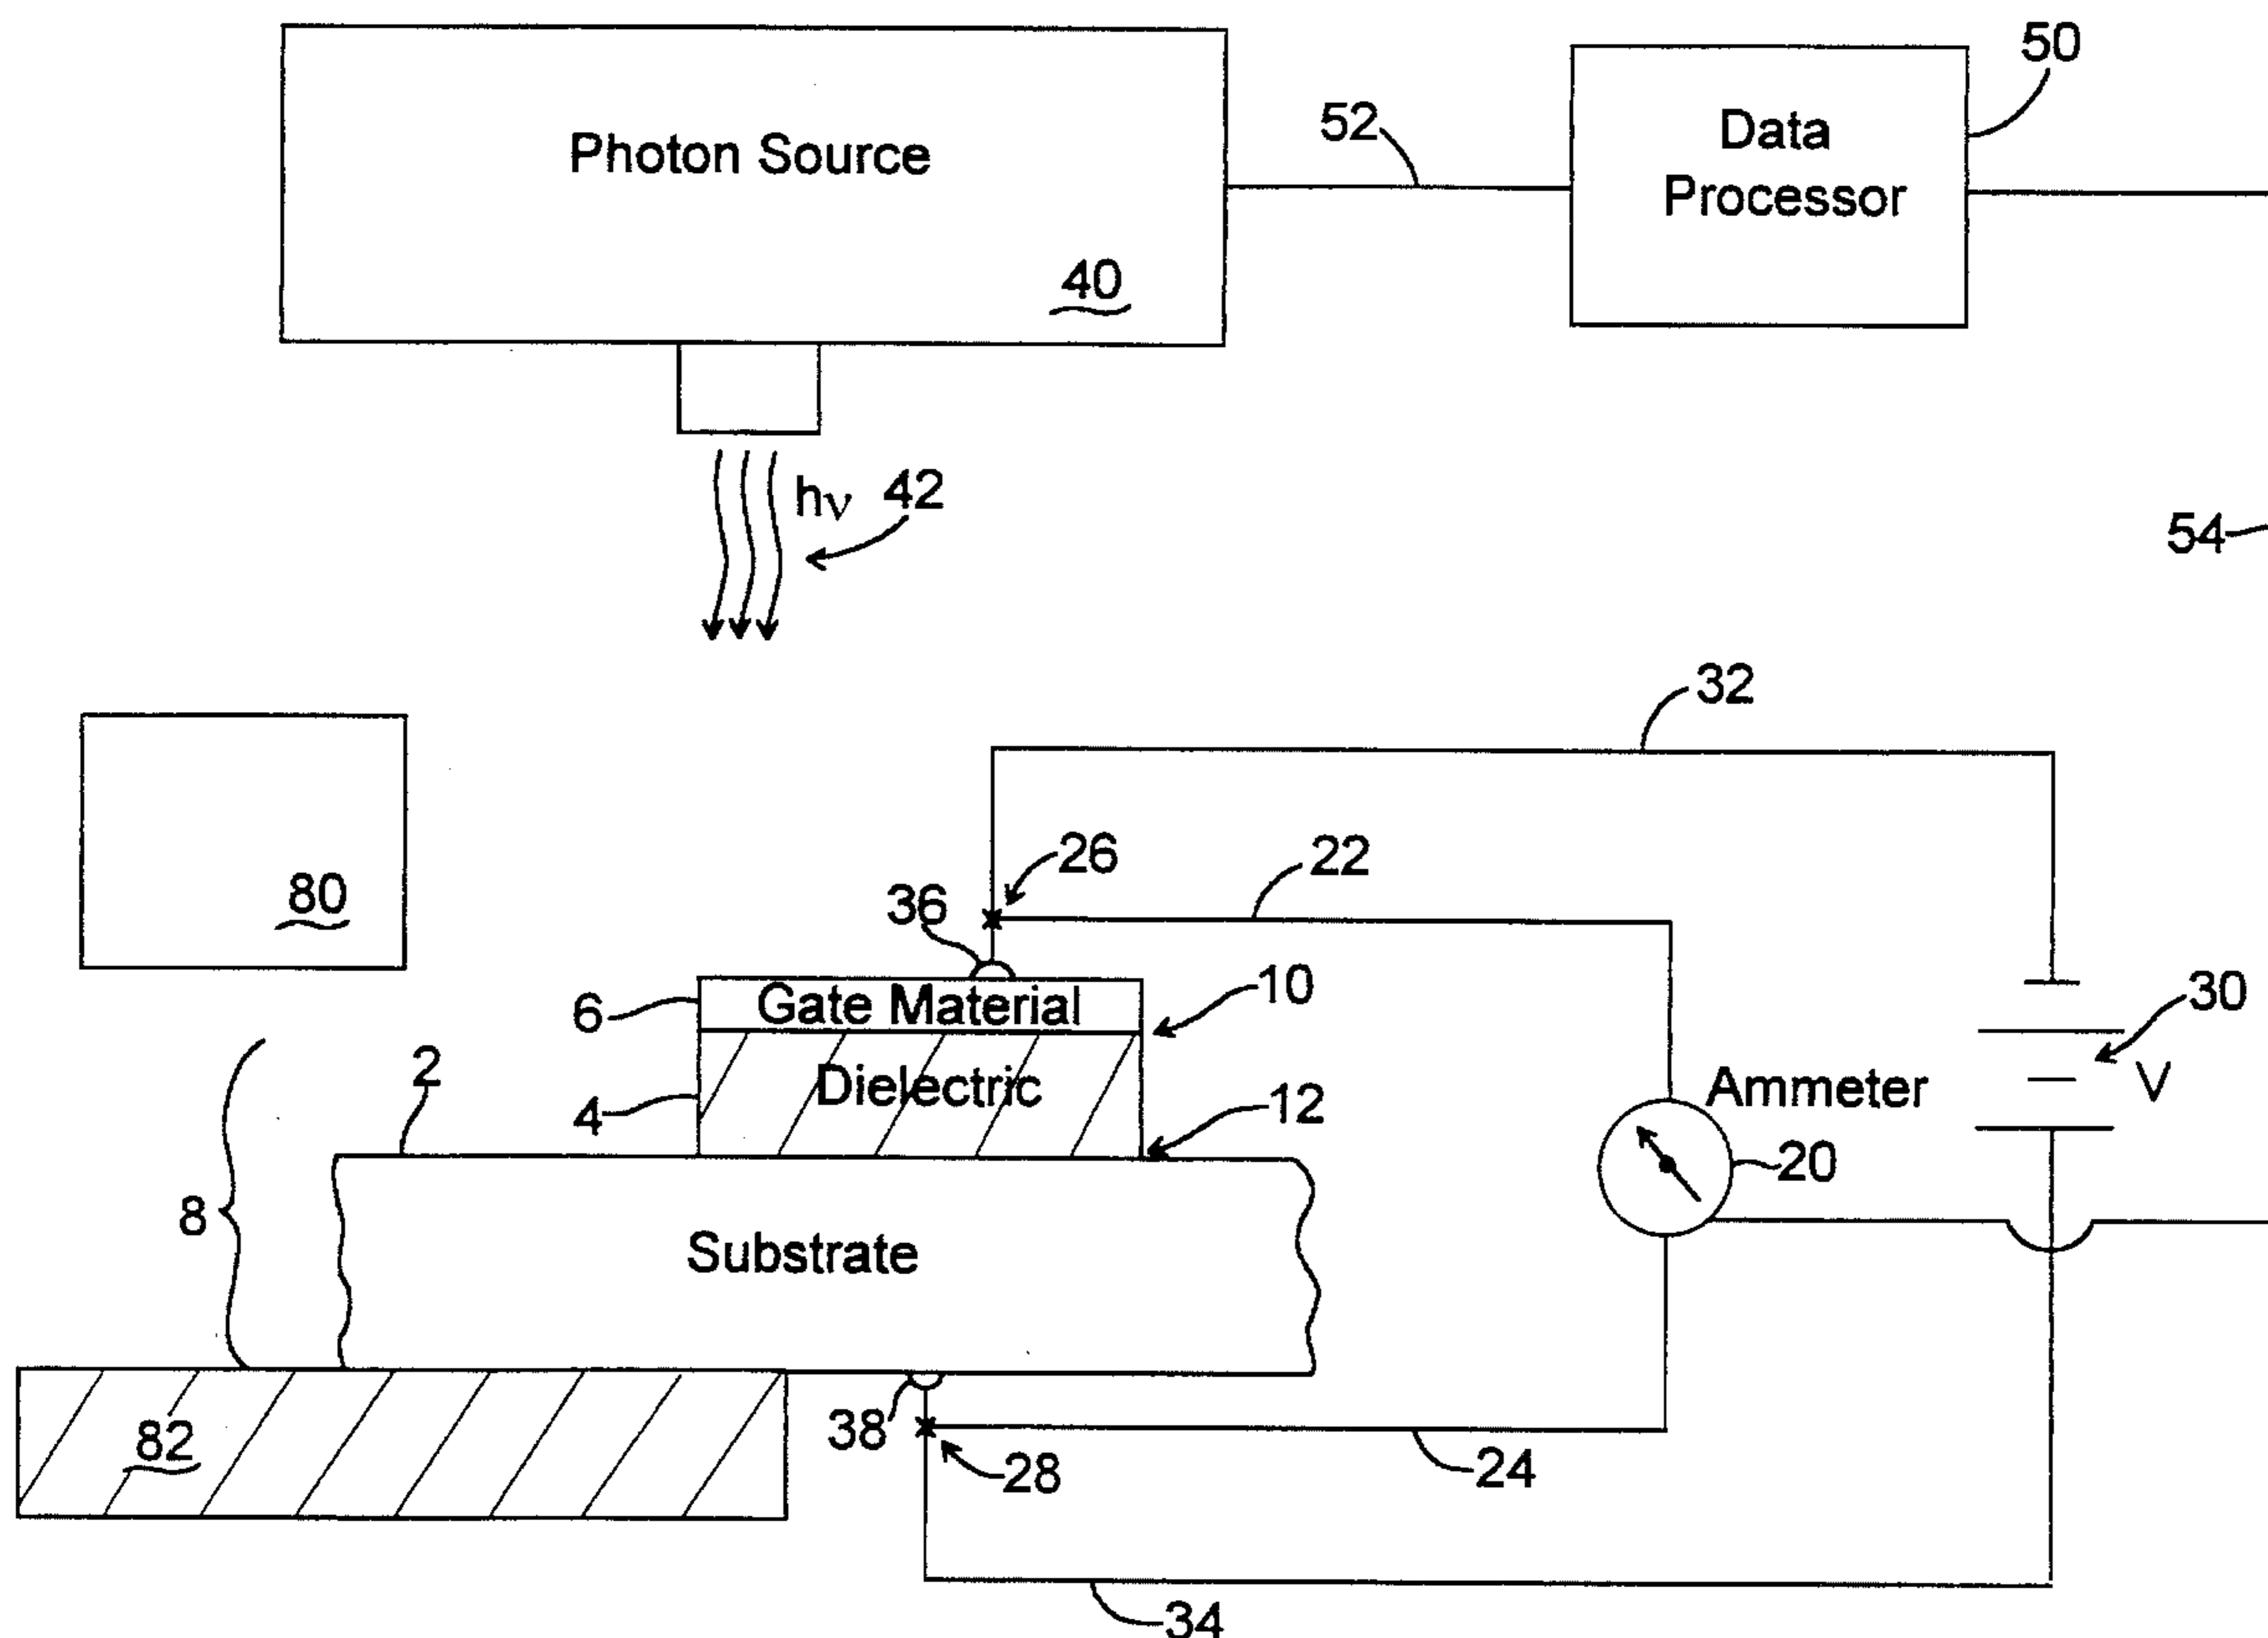 50
52
Data
Processor
Photon Source
40
hν 42
54
32
26
22
36
80
10
6
Gate Material
30
2
Dielectric
V
Ammeter
4
12
20
8
Substrate
38
82
28
24
34